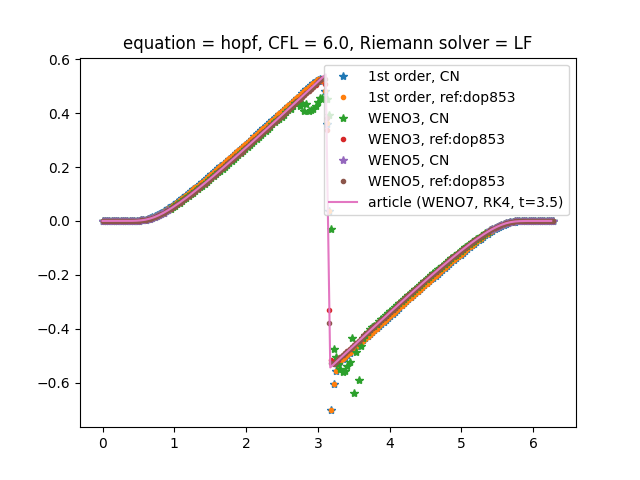 equation = hopf, CFL = 6.0, Riemann solver = LF
0.6
0.4
0.2
0.0
−0.2
−0.4
−0.6
1st order, CN
1st order, ref:dop853
WENO3, CN
WENO3, ref:dop853
WENO5, CN
WENO5, ref:dop853
article (WENO7, RK4, t=3.5)
0 1 2 3 4 5 6